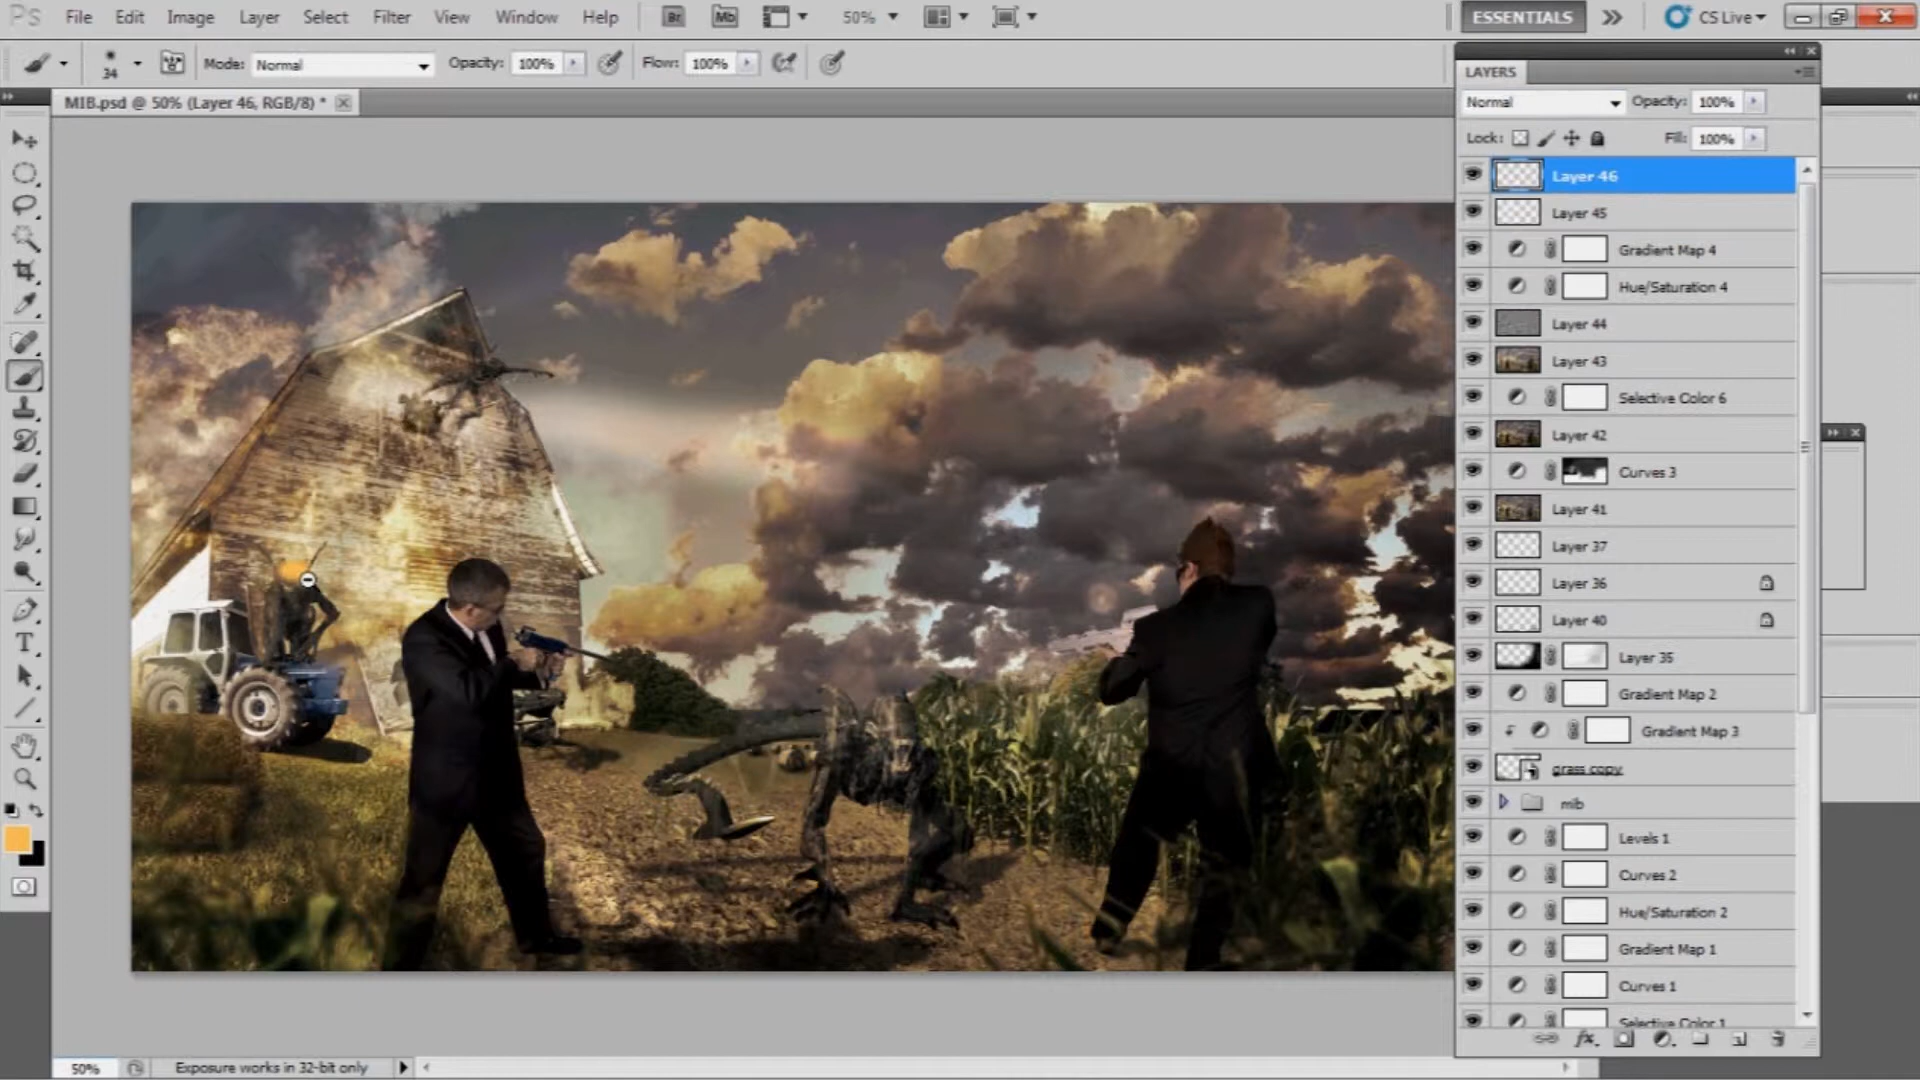 Ps File Edit Image Layer Select Filter View Window Help Br Mb 50% ESSENTIALS CS Live
34 Mode: Normal Opacity: 100% Flow: 100%
MIB.psd @ 50% (Layer 46, RGB/8) *
LAYERS
Normal Opacity: 100%
Lock: Fill: 100%
Layer 46
Layer 45
Gradient Map 4
Hue/Saturation 4
Layer 44
Layer 43
Selective Color 6
Layer 42
Curves 3
Layer 41
Layer 37
Layer 36
Layer 40
Layer 35
Gradient Map 2
Gradient Map 3
grass copy
mib
Levels 1
Curves 2
Hue/Saturation 2
Gradient Map 1
Curves 1
Selective Color 1
50% Exposure works in 32-bit only